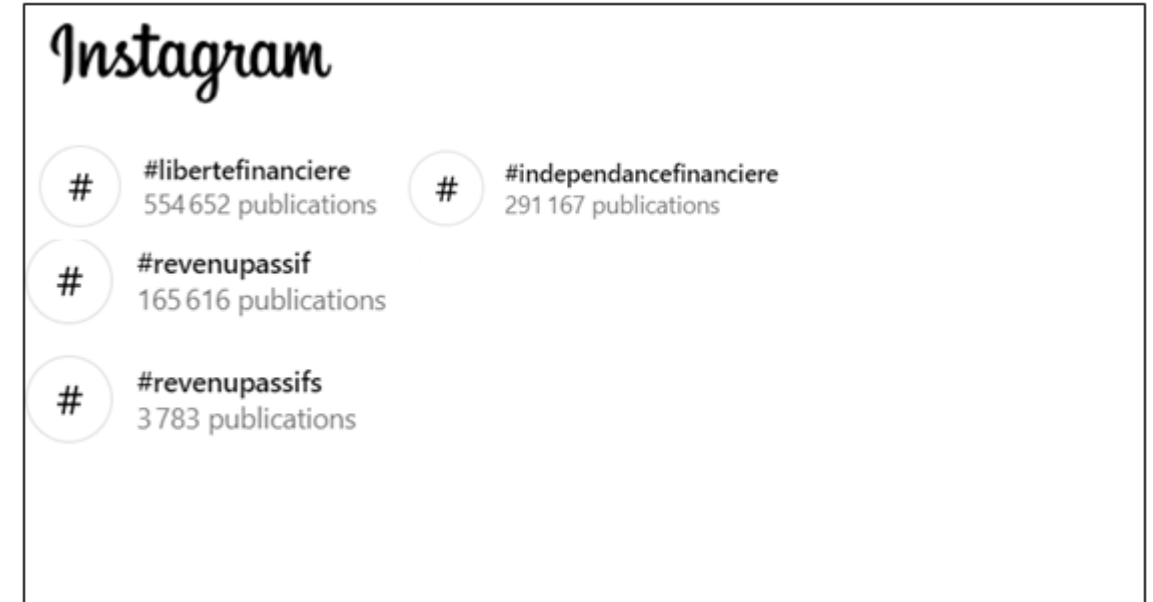 Instagram
#
#libertefinanciere
554 652 publications
#
#independancefinanciere
291 167 publications
#
#revenupassif
165 616 publications
#
#revenupassifs
3 783 publications